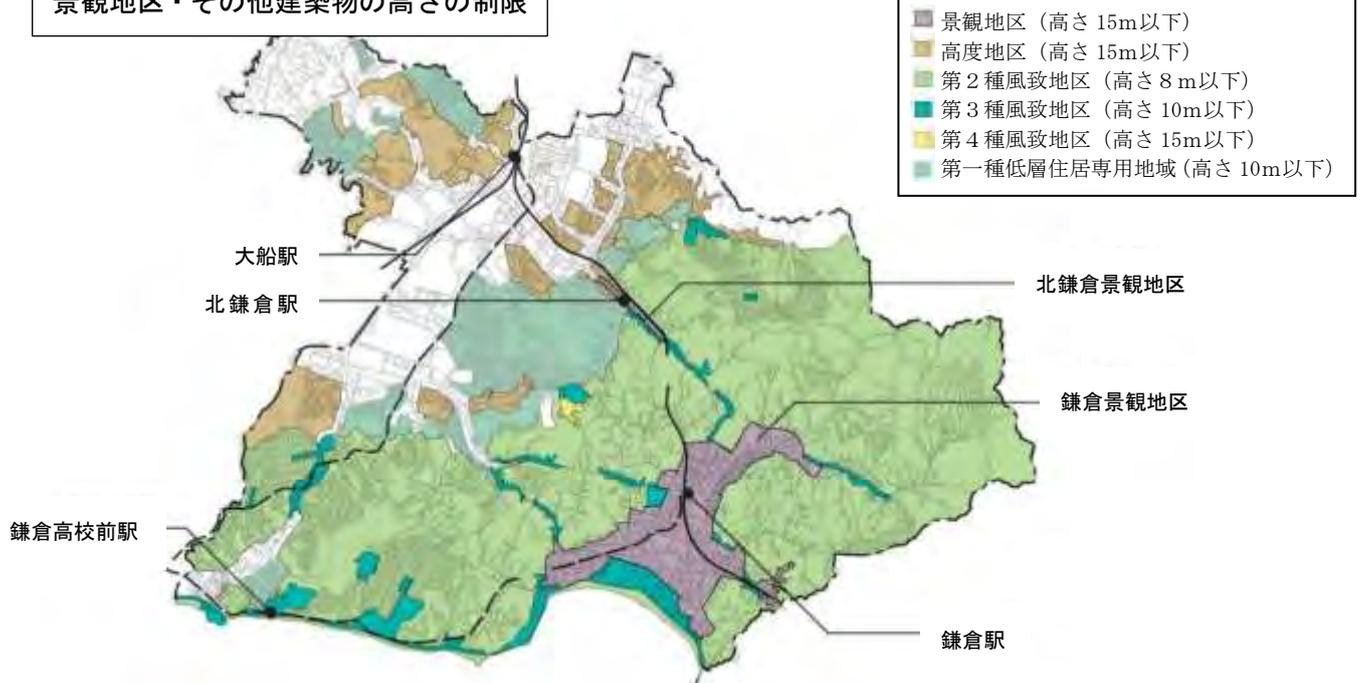 景観地区・その他建築物の高さの制限
景観地区（高さ 15m以下）
高度地区（高さ 15m以下）
第２種風致地区（高さ８ｍ以下）
第３種風致地区（高さ 10m以下）
第４種風致地区（高さ 15m以下）
第一種低層住居専用地域（高さ 10m以下）
大船駅
北鎌倉駅
北鎌倉景観地区
鎌倉景観地区
鎌倉高校前駅
鎌倉駅